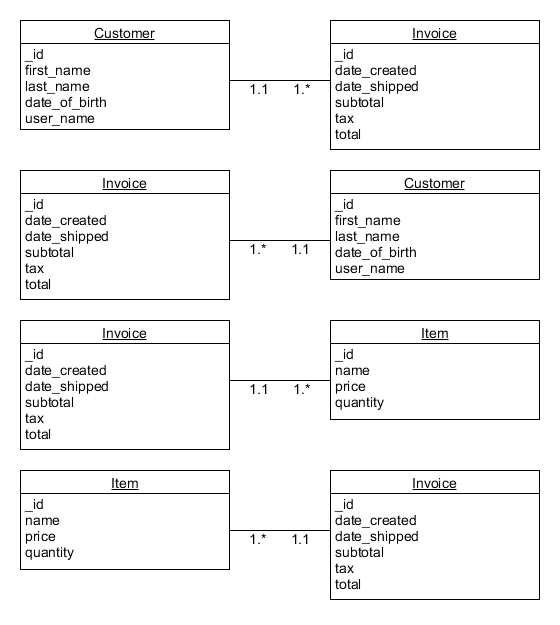 Customer
_id
first_name
last_name
date_of_birth
user_name
1.1 1.*
Invoice
_id
date_created
date_shipped
subtotal
tax
total
Invoice
_id
date_created
date_shipped
subtotal
tax
total
1.* 1.1
Customer
_id
first_name
last_name
date_of_birth
user_name
Invoice
_id
date_created
date_shipped
subtotal
tax
total
1.1 1.*
Item
_id
name
price
quantity
Item
_id
name
price
quantity
1.* 1.1
Invoice
_id
date_created
date_shipped
subtotal
tax
total